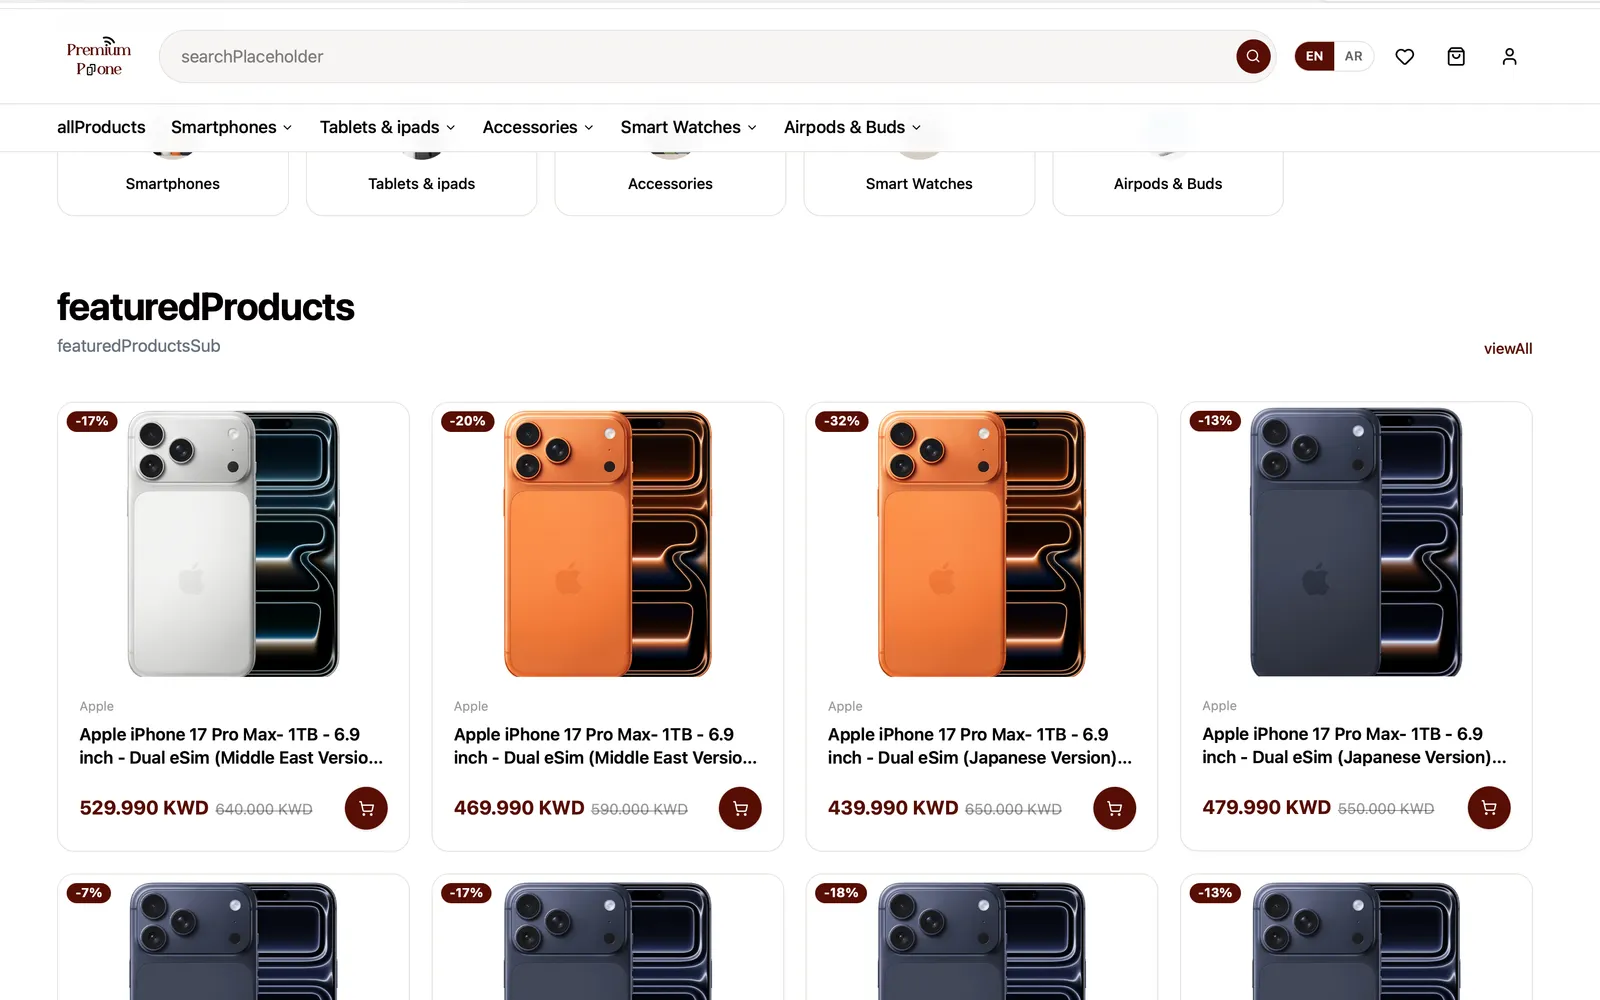 Premium
Phone
searchPlaceholder
EN
AR
allProducts
Smartphones
Tablets & ipads
Accessories
Smart Watches
Airpods & Buds
Smartphones
Tablets & ipads
Accessories
Smart Watches
Airpods & Buds
featuredProducts
featuredProductsSub
viewAll
-17%
Apple
Apple iPhone 17 Pro Max- 1TB - 6.9
inch - Dual eSim (Middle East Versio...
529.990 KWD 640.000 KWD
-20%
Apple
Apple iPhone 17 Pro Max- 1TB - 6.9
inch - Dual eSim (Middle East Versio...
469.990 KWD 590.000 KWD
-32%
Apple
Apple iPhone 17 Pro Max- 1TB - 6.9
inch - Dual eSim (Japanese Version)...
439.990 KWD 650.000 KWD
-13%
Apple
Apple iPhone 17 Pro Max- 1TB - 6.9
inch - Dual eSim (Japanese Version)...
479.990 KWD 550.000 KWD
-7%
-17%
-18%
-13%